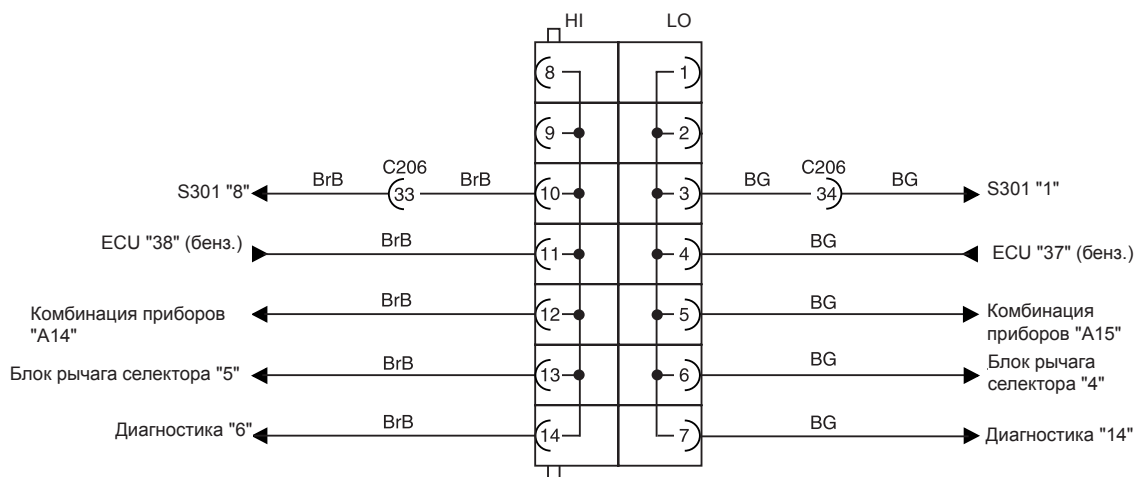 HI LO
8 1
9 2
C206 C206
S301 "8" BrB 33 BrB 10 3 BG 34 BG S301 "1"
ECU "38" (бенз.) BrB 11 4 BG ECU "37" (бенз.)
Комбинация приборов "A14" BrB 12 5 BG Комбинация приборов "A15"
Блок рычага селектора "5" BrB 13 6 BG Блок рычага селектора "4"
Диагностика "6" BrB 14 7 BG Диагностика "14"